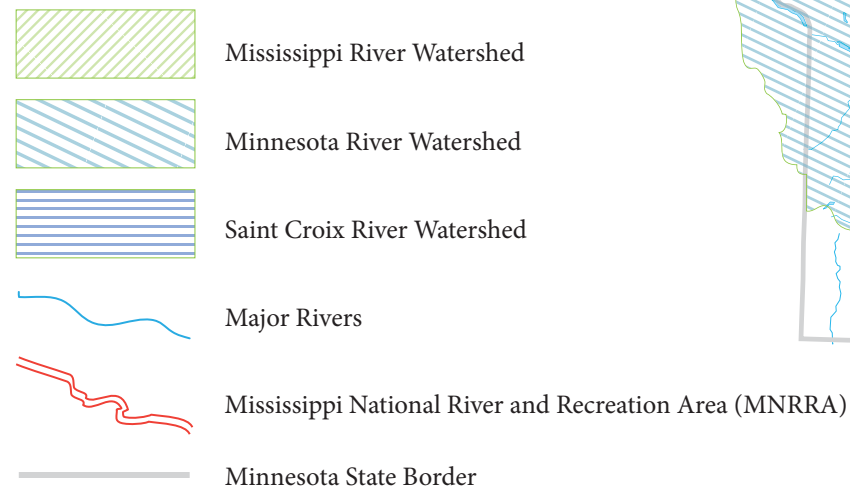 Mississippi River Watershed
Minnesota River Watershed
Saint Croix River Watershed
Major Rivers
Mississippi National River and Recreation Area (MNRRA)
Minnesota State Border